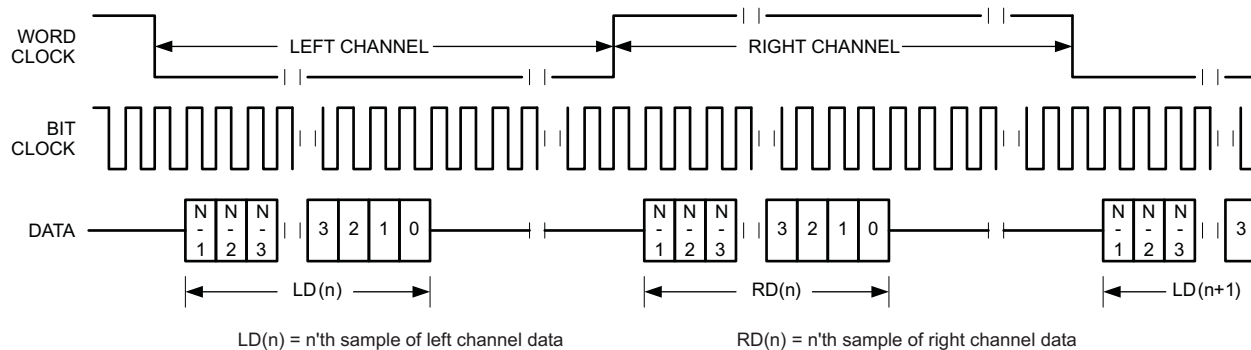 WORD
CLOCK
LEFT CHANNEL
RIGHT CHANNEL
BIT
CLOCK
DATA
N
-
1
N
-
2
N
-
3
3
2
1
0
N
-
1
N
-
2
N
-
3
3
2
1
0
N
-
1
N
-
2
N
-
3
3
LD(n)
RD(n)
LD(n+1)
LD(n) = n'th sample of left channel data
RD(n) = n'th sample of right channel data